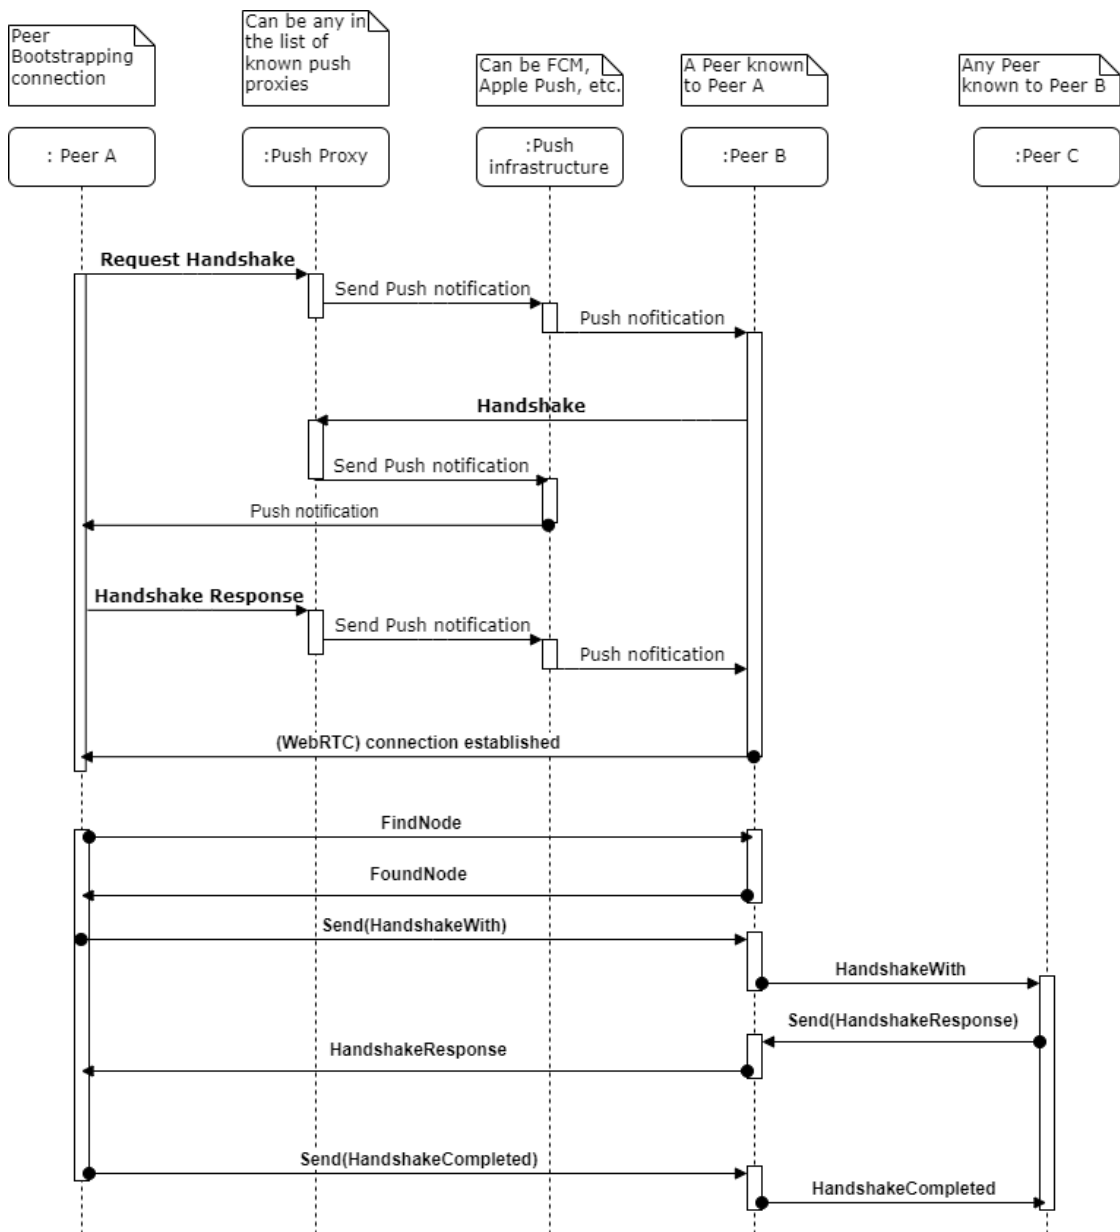 Peer
Bootstrapping
connection
Can be any in
the list of
known push
proxies
Can be FCM,
Apple Push, etc.
A Peer known
to Peer A
Any Peer
known to Peer B
: Peer A
:Push Proxy
:Push
infrastructure
:Peer B
:Peer C
Request Handshake
Send Push notification
Push nofitication
Handshake
Send Push notification
Push notification
Handshake Response
Send Push notification
Push nofitication
(WebRTC) connection established
FindNode
FoundNode
Send(HandshakeWith)
HandshakeWith
Send(HandshakeResponse)
HandshakeResponse
Send(HandshakeCompleted)
HandshakeCompleted